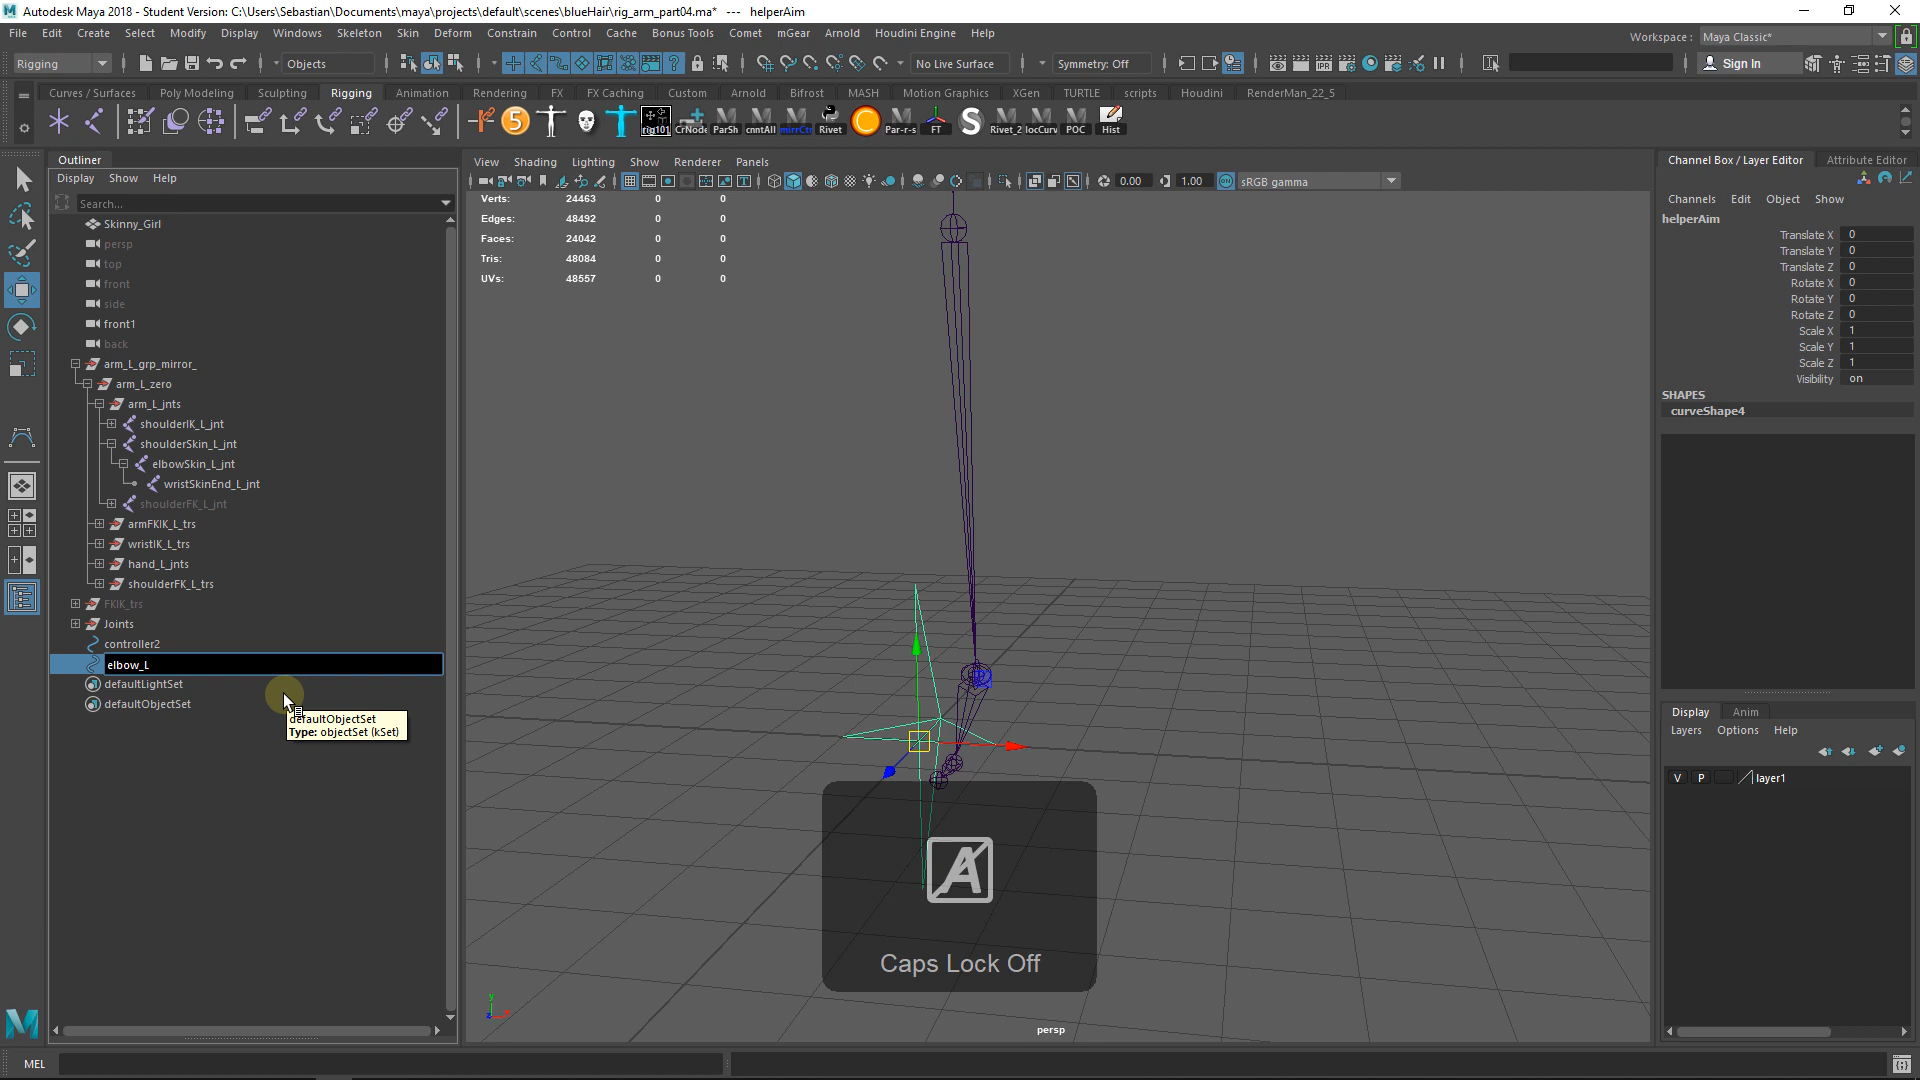 Autodesk Maya 2018 - Student Version: C:\Users\Sebastian\Documents\maya\projects\default\scenes\blueHair\rig_arm_part04.ma* --- helperAim
File Edit Create Select Modify Display Windows Skeleton Skin Deform Constrain Control Cache Bonus Tools Comet mGear Arnold Houdini Engine Help
Workspace : Maya Classic*
Rigging Objects No Live Surface Symmetry: Off Sign In
Curves / Surfaces Poly Modeling Sculpting Rigging Animation Rendering FX FX Caching Custom Arnold Bifrost MASH Motion Graphics XGen TURTLE scripts Houdini RenderMan_22_5
rig101 CrNode ParSh cnntAll mirrCtr Rivet Par-r-s FT Rivet_2 locCurv POC Hist
Outliner
Display Show Help
Search...
Skinny_Girl
persp
top
front
side
front1
back
arm_L_grp_mirror_
arm_L_zero
arm_L_jnts
shoulderIK_L_jnt
shoulderSkin_L_jnt
elbowSkin_L_jnt
wristSkinEnd_L_jnt
shoulderFK_L_jnt
armFKIK_L_trs
wristIK_L_trs
hand_L_jnts
shoulderFK_L_trs
FKIK_trs
Joints
controller2
elbow_L
defaultLightSet
defaultObjectSet
defaultObjectSet
Type: objectSet (kSet)
View Shading Lighting Show Renderer Panels
0.00 1.00 ON sRGB gamma
Verts: 24463 0 0
Edges: 48492 0 0
Faces: 24042 0 0
Tris: 48084 0 0
UVs: 48557 0 0
A
Caps Lock Off
y
z
persp
Channel Box / Layer Editor Attribute Editor
Channels Edit Object Show
helperAim
Translate X 0
Translate Y 0
Translate Z 0
Rotate X 0
Rotate Y 0
Rotate Z 0
Scale X 1
Scale Y 1
Scale Z 1
Visibility on
SHAPES
curveShape4
Display Anim
Layers Options Help
V P layer1
MEL